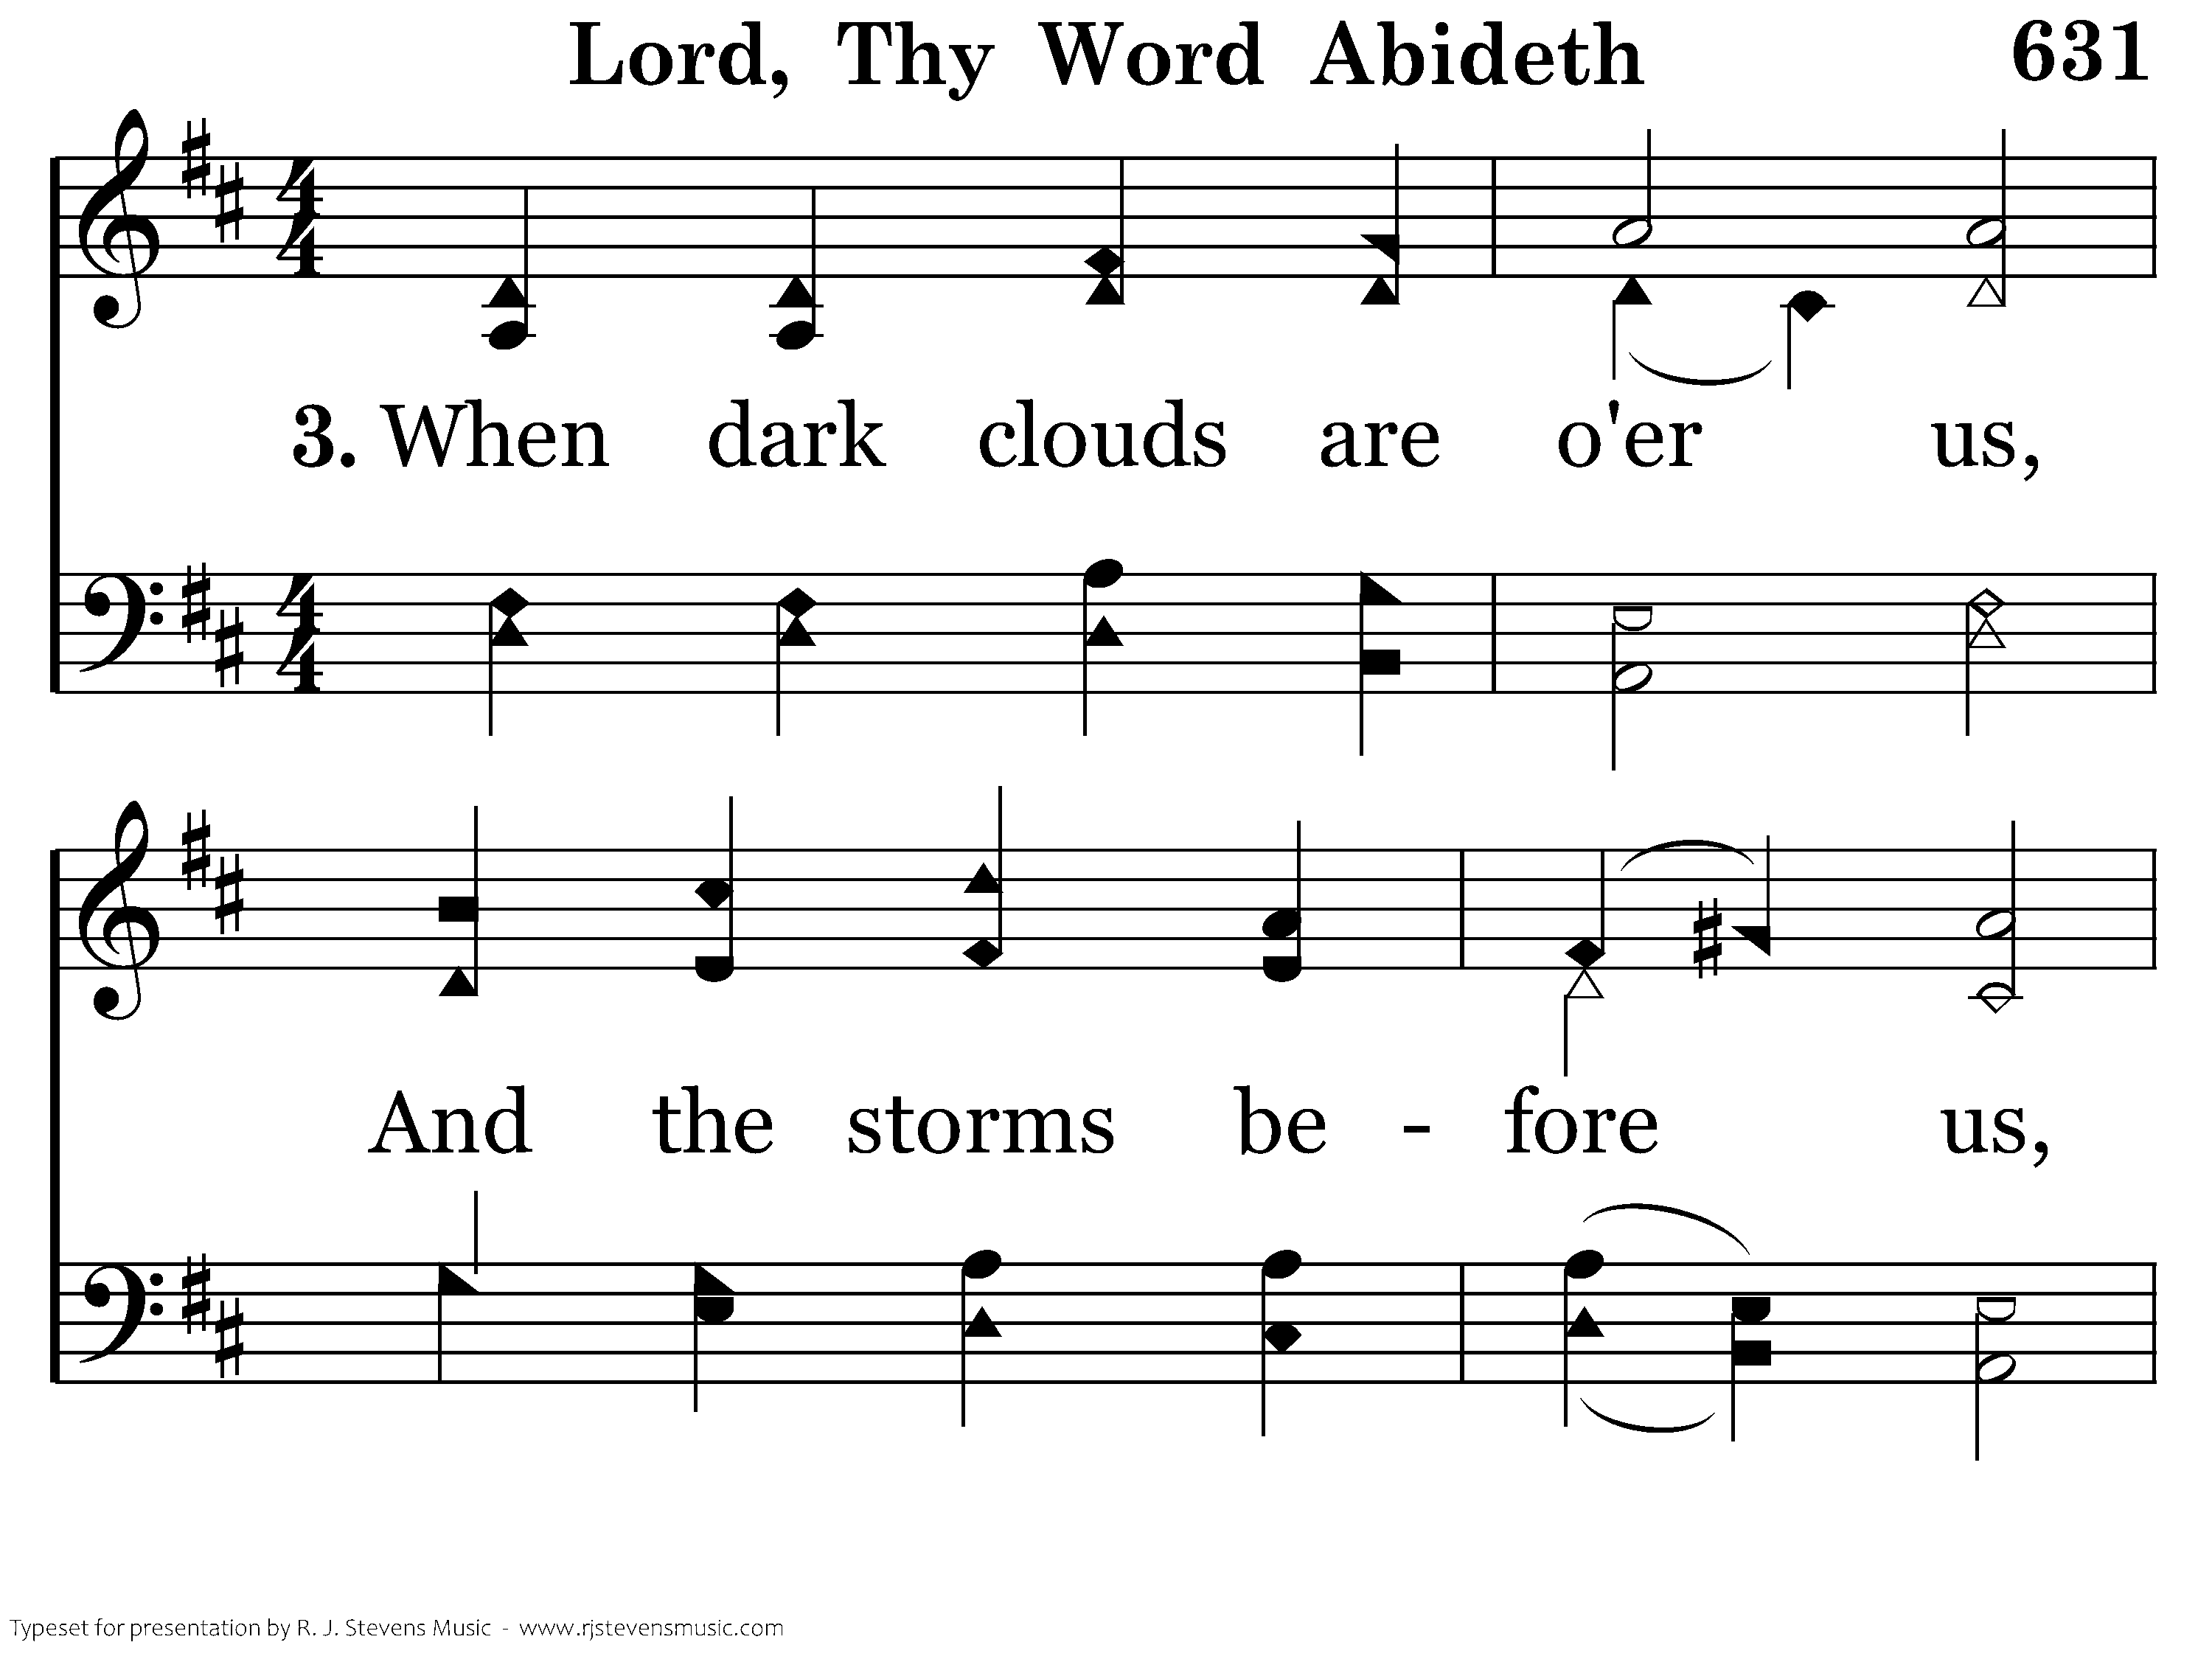 Lord, Thy Word Abideth 631
3. When dark clouds are o'er us,
And the storms be - fore us,
Typeset for presentation by R. J. Stevens Music - www.rjstevensmusic.com